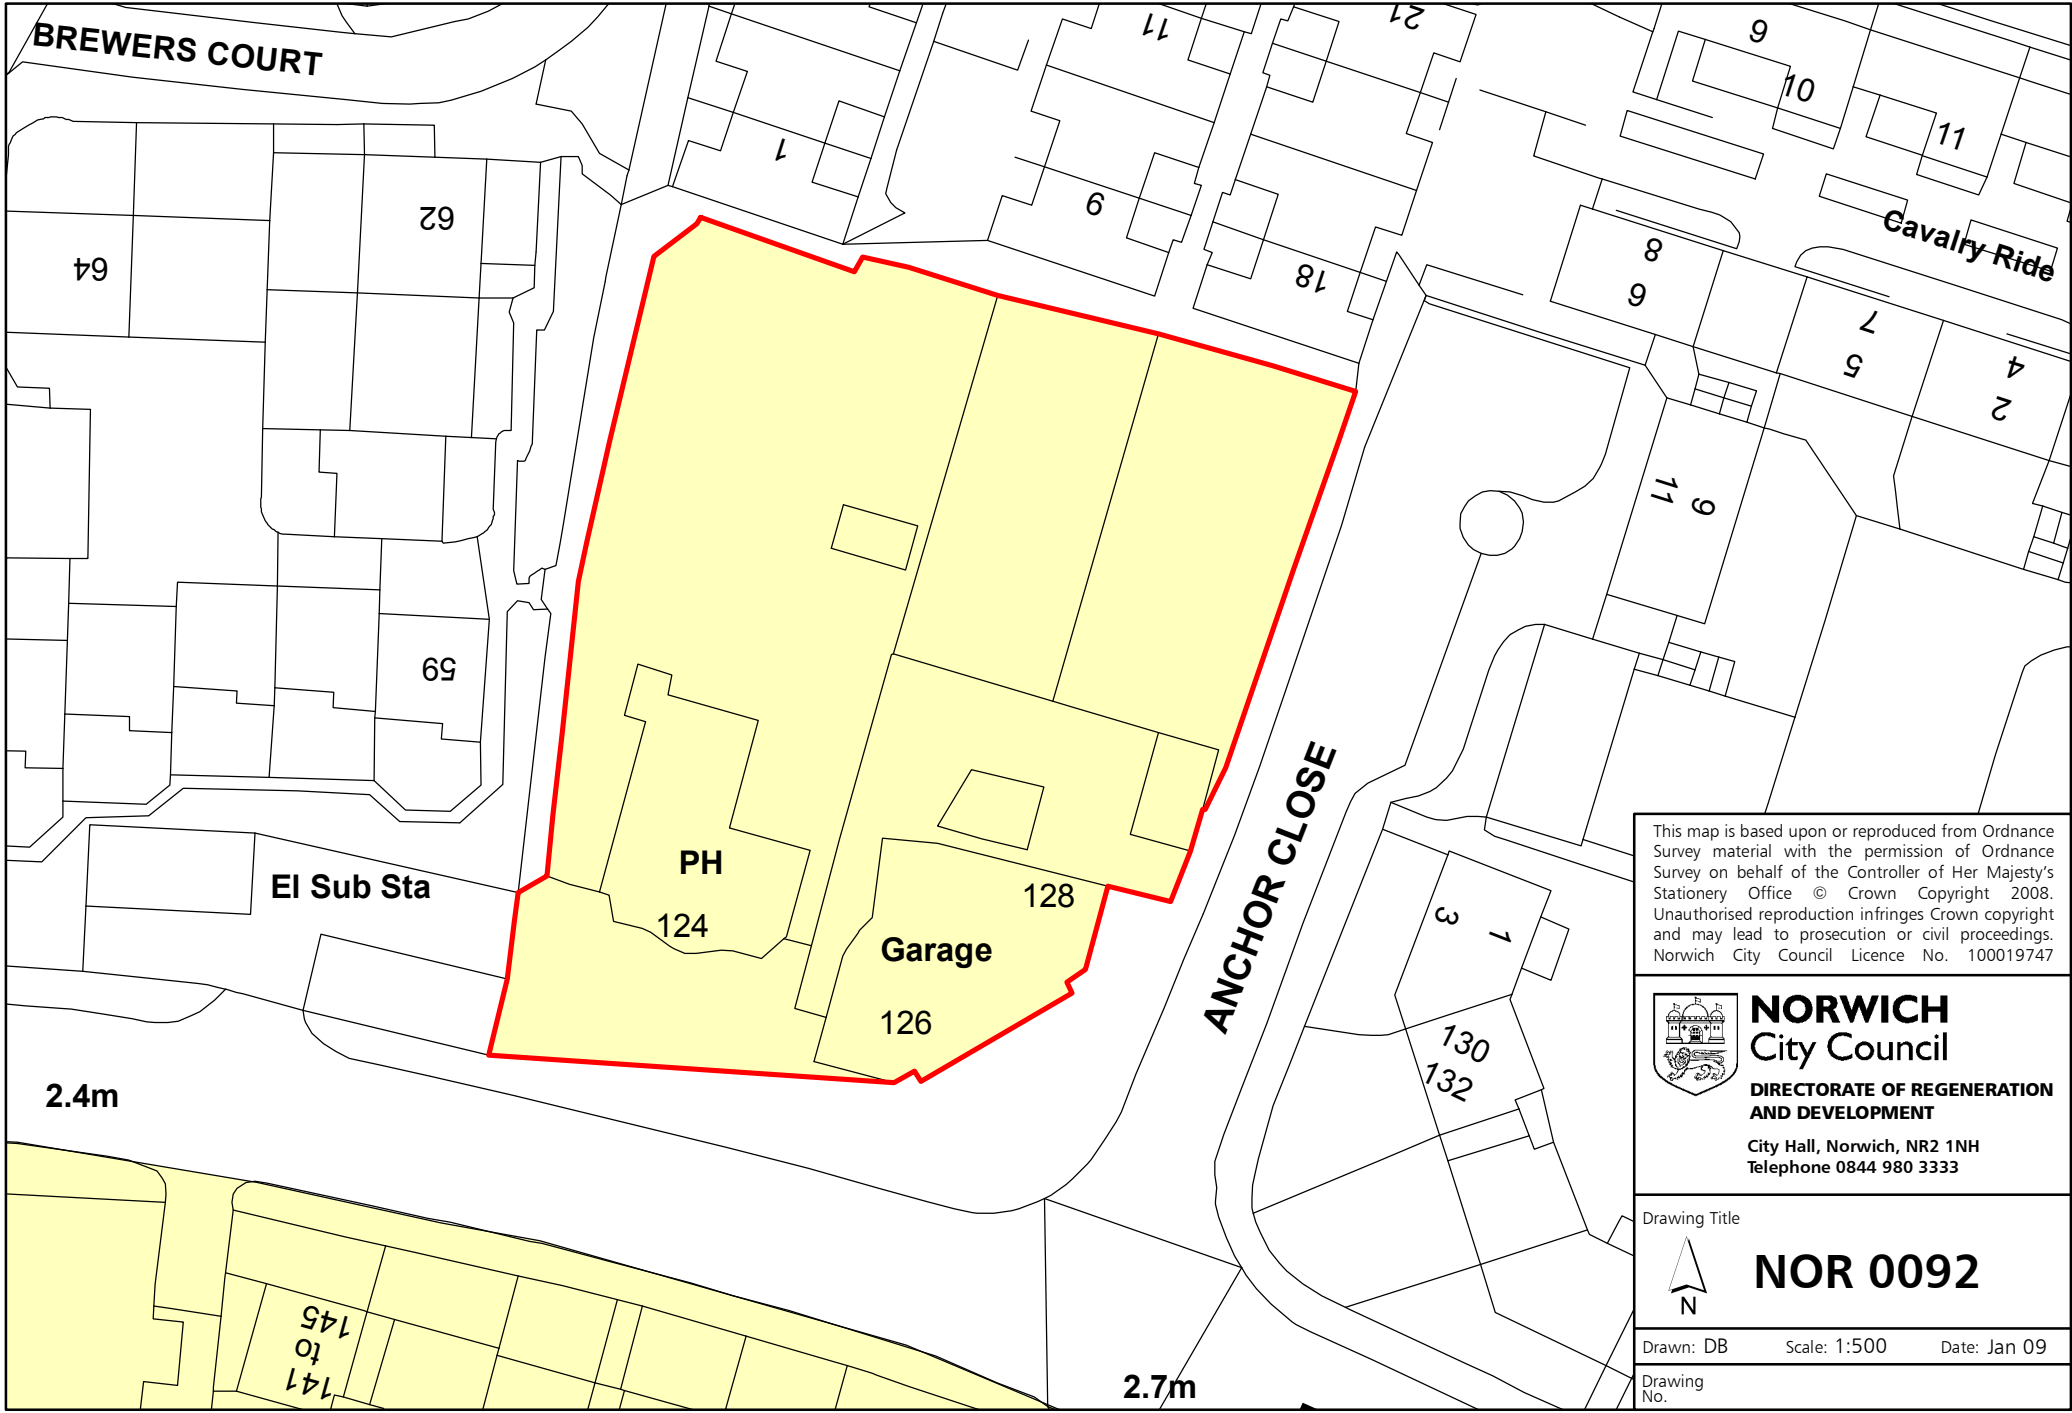 BREWERS COURT
11
21
9
10
11
1
62
9
8
Cavalry Ride
64
18
6
7
5
4
2
9
11
59
ANCHOR CLOSE
PH
El Sub Sta
124
128
Garage
126
3
1
130
132
2.4m
145
to
141
2.7m
This map is based upon or reproduced from Ordnance
Survey material with the permission of Ordnance
Survey on behalf of the Controller of Her Majesty's
Stationery Office © Crown Copyright 2008.
Unauthorised reproduction infringes Crown copyright
and may lead to prosecution or civil proceedings.
Norwich City Council Licence No. 100019747
NORWICH
City Council
DIRECTORATE OF REGENERATION
AND DEVELOPMENT
City Hall, Norwich, NR2 1NH
Telephone 0844 980 3333
Drawing Title
N
NOR 0092
Drawn: DB Scale: 1:500 Date: Jan 09
Drawing
No.